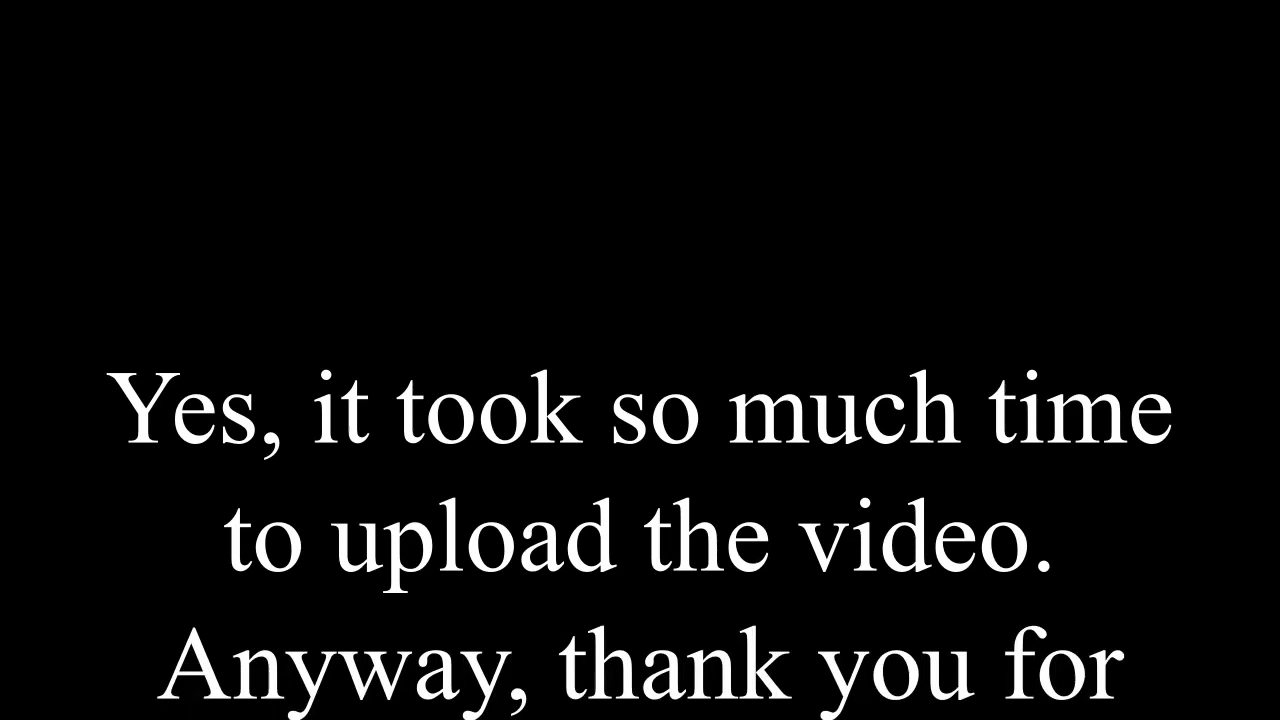 Yes, it took so much time
to upload the video.
Anyway, thank you for